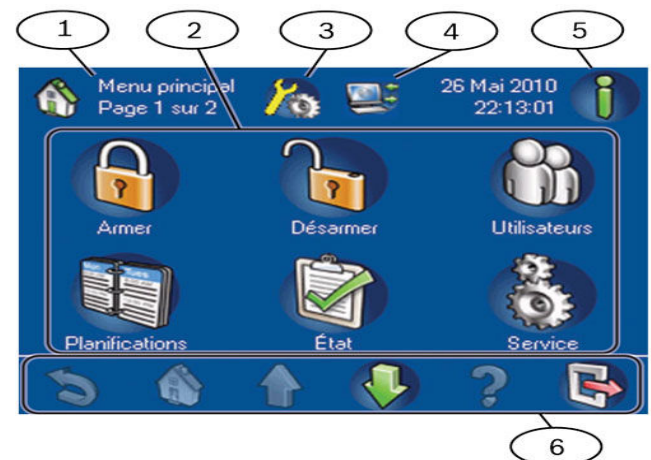 1 2 3 4 5
Menu principal
Page 1 sur 2
26 Mai 2010
22:13:01
Armer Désarmer Utilisateurs
Planifications État Service
6